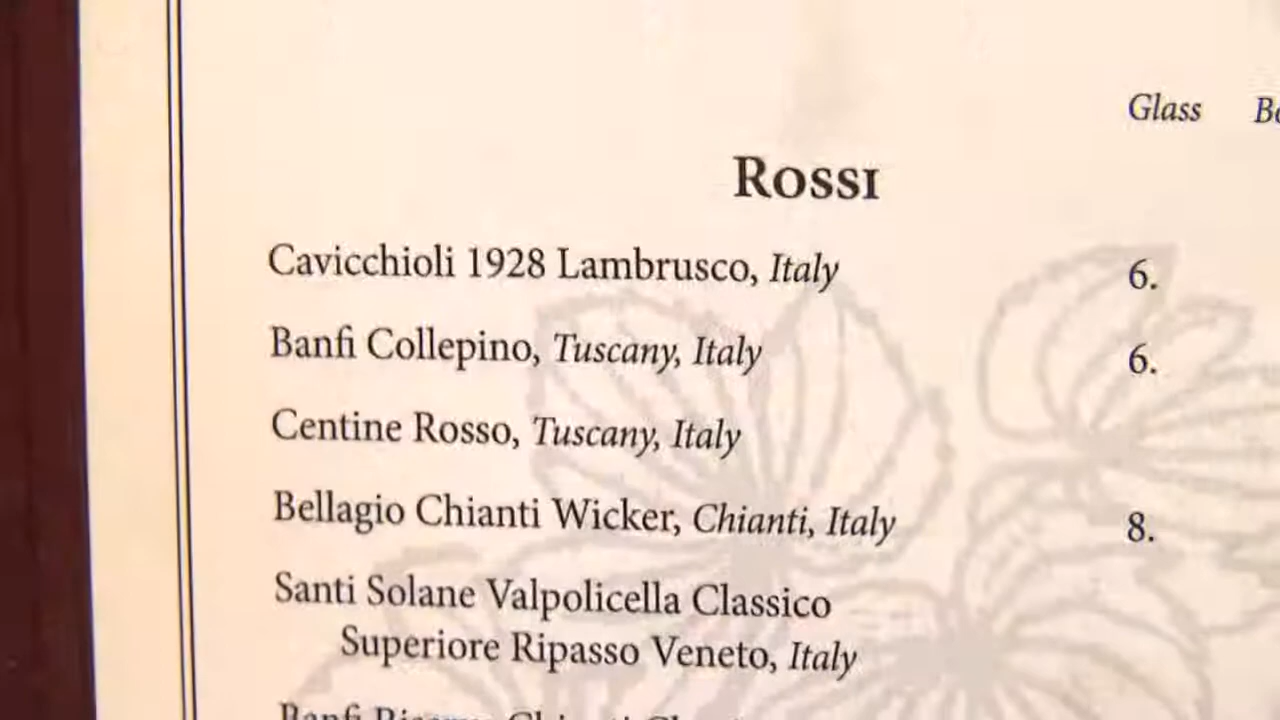 Glass
Rossi
Cavicchioli 1928 Lambrusco, Italy 6.
Banfi Collepino, Tuscany, Italy 6.
Centine Rosso, Tuscany, Italy
Bellagio Chianti Wicker, Chianti, Italy 8.
Santi Solane Valpolicella Classico
Superiore Ripasso Veneto, Italy
Banfi